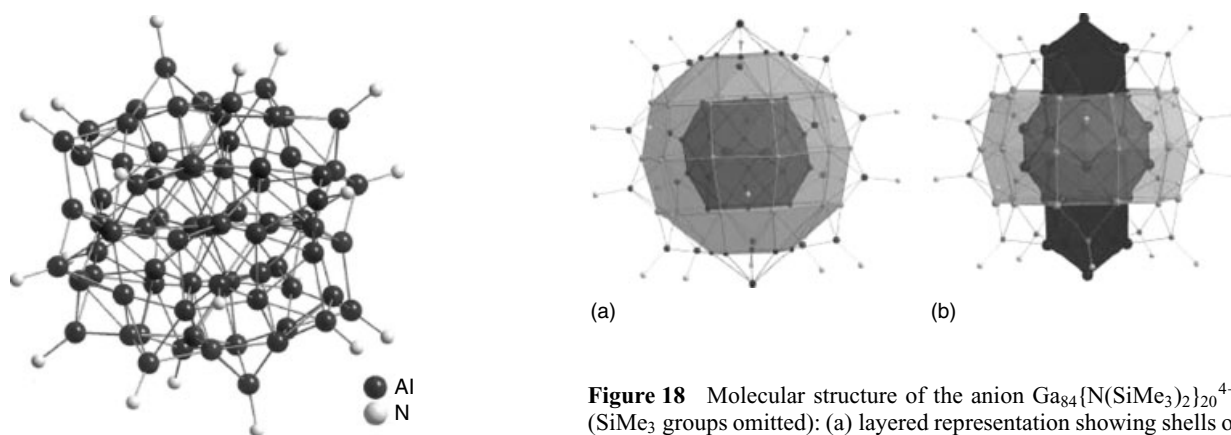 Al
N
(a)
(b)
Figure 18 Molecular structure of the anion Ga84{N(SiMe3)2}20 4−
(SiMe3 groups omitted): (a) layered representation showing shells o